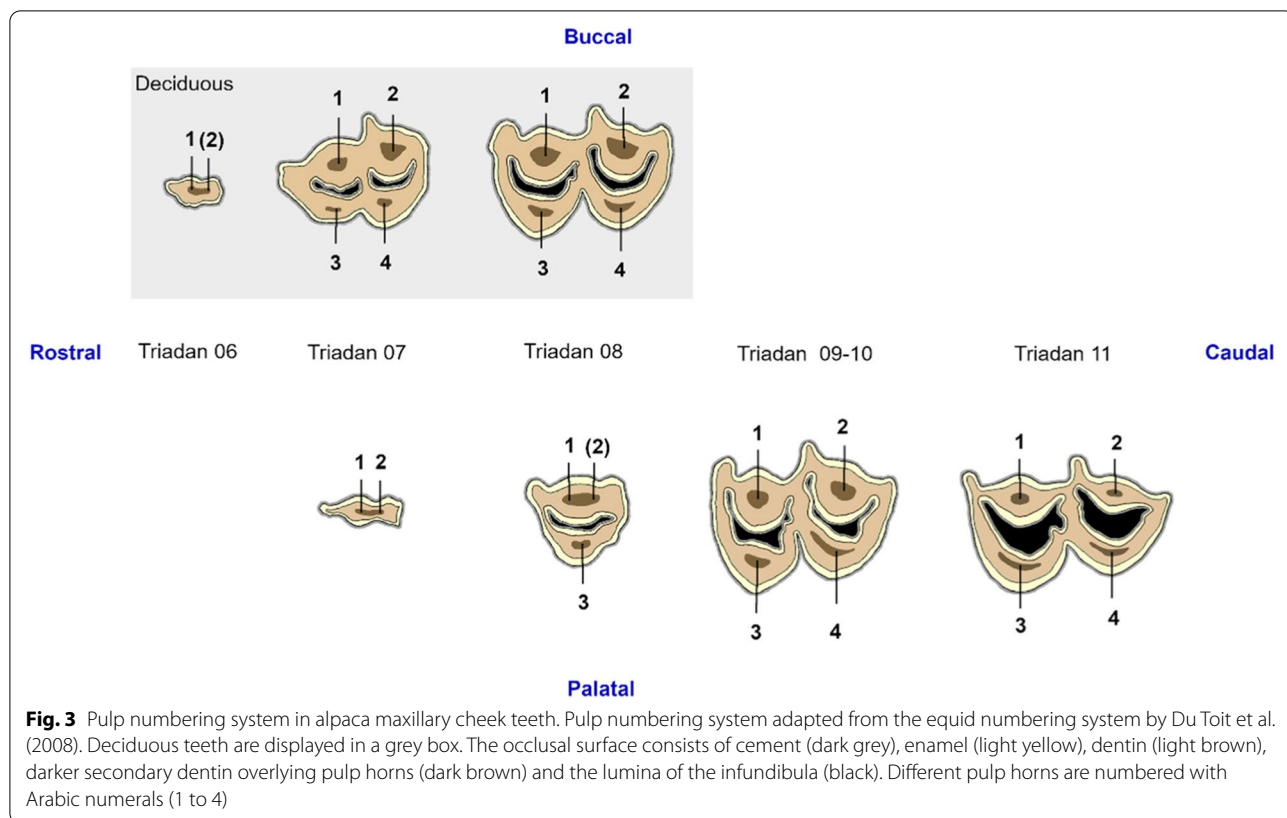 Buccal
Deciduous
1 2 1 2
1 (2)
3 4 3 4
Rostral Triadan 06 Triadan 07 Triadan 08 Triadan 09-10 Triadan 11 Caudal
1 2 1 (2) 1 2 1 2
3 3 4 3 4
Palatal
Fig. 3 Pulp numbering system in alpaca maxillary cheek teeth. Pulp numbering system adapted from the equid numbering system by Du Toit et al.
(2008). Deciduous teeth are displayed in a grey box. The occlusal surface consists of cement (dark grey), enamel (light yellow), dentin (light brown),
darker secondary dentin overlying pulp horns (dark brown) and the lumina of the infundibula (black). Different pulp horns are numbered with
Arabic numerals (1 to 4)